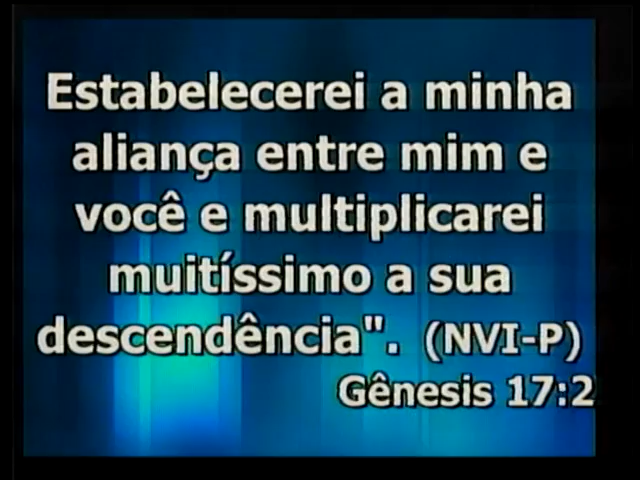 Estabelecerei a minha
aliança entre mim e
você e multiplicarei
muitíssimo a sua
descendência". (NVI-P)
Gênesis 17:2